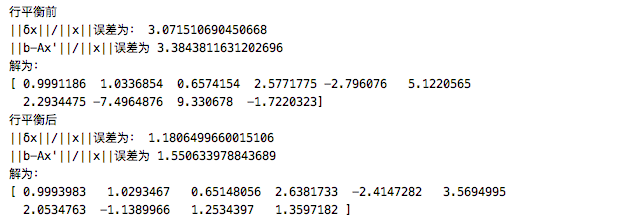 行平衡前
||δx||/||x||误差为： 3.071510690450668
||b-Ax'||/||x||误差为 3.3843811631202696
解为：
[ 0.9991186  1.0336854  0.6574154  2.5771775 -2.796076   5.1220565
  2.2934475 -7.4964876  9.330678  -1.7220323]
行平衡后
||δx||/||x||误差为： 1.1806499660015106
||b-Ax'||/||x||误差为 1.550633978843689
解为：
[ 0.9993983   1.0293467   0.65148056  2.6381733  -2.4147282   3.5694995
  2.0534763  -1.1389966   1.2534397   1.3597182 ]